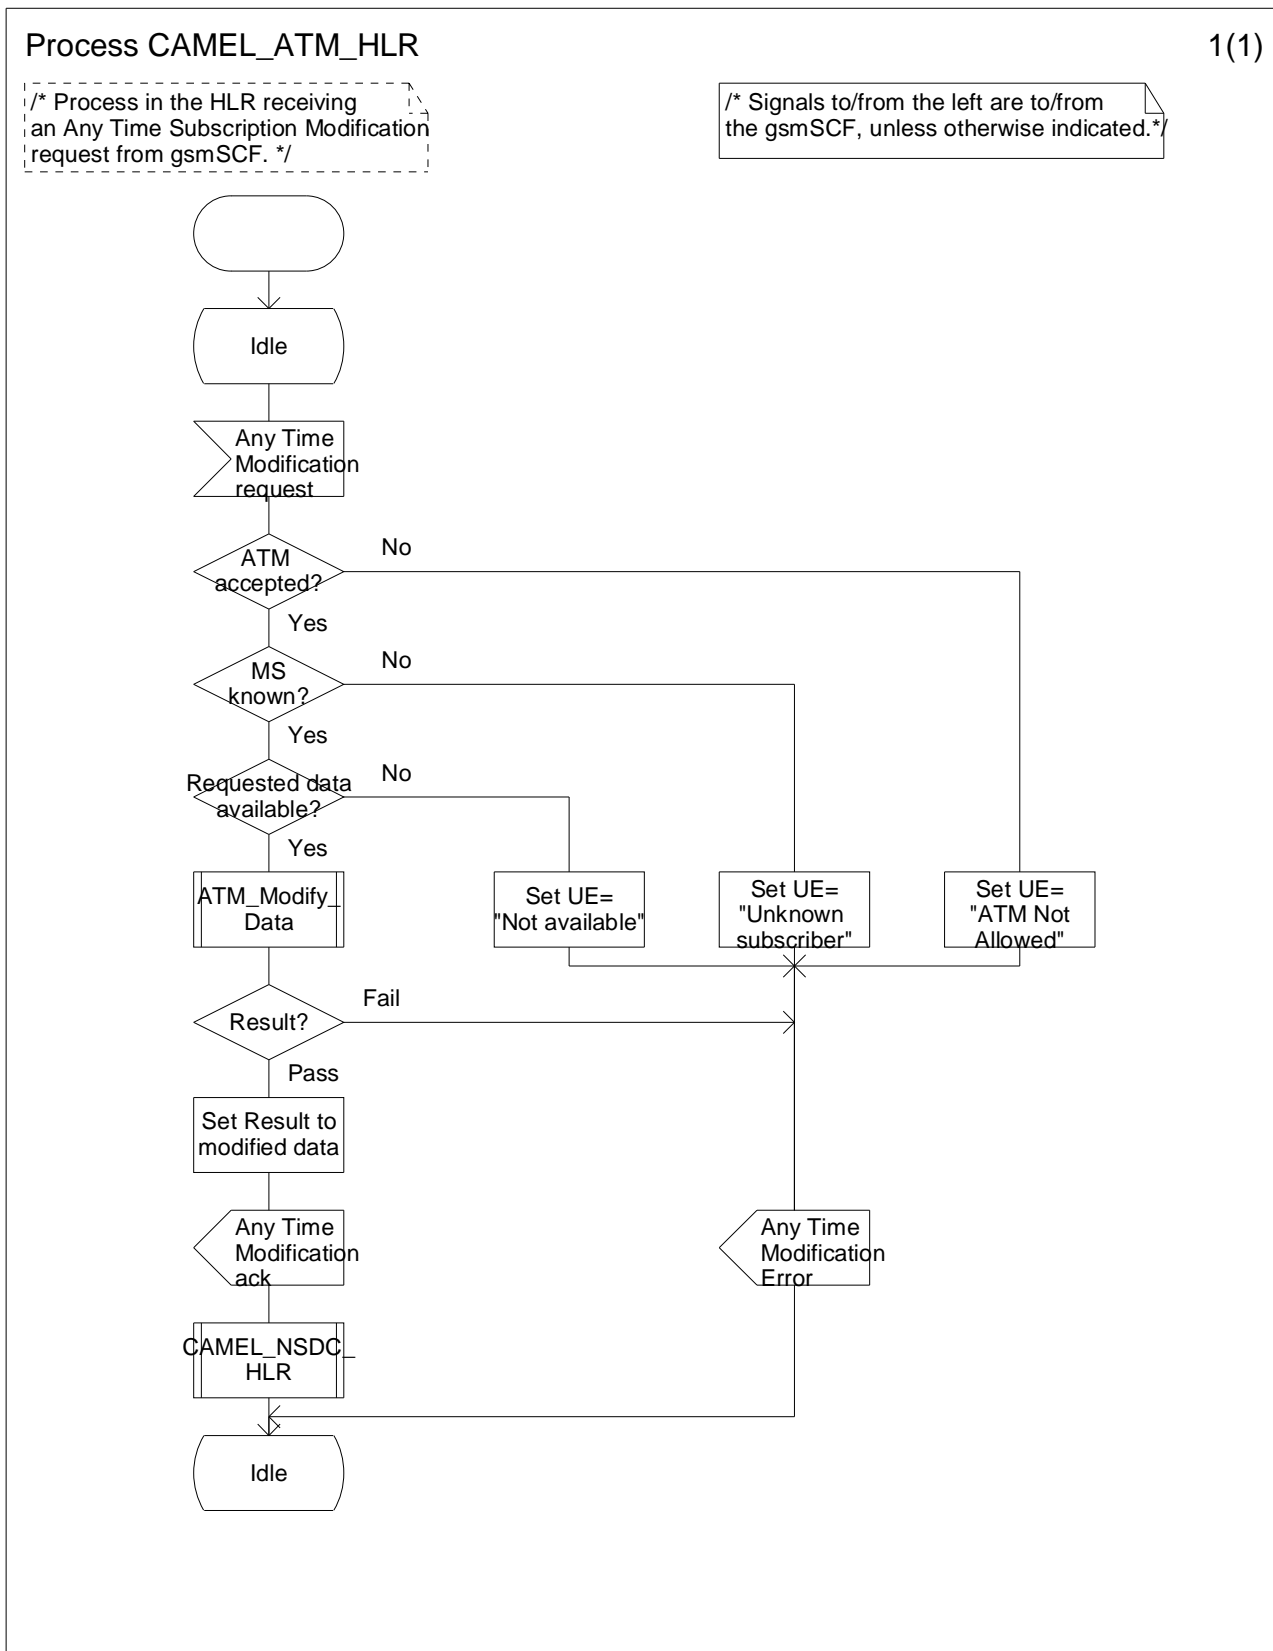 Process CAMEL_ATM_HLR
1(1)
/* Process in the HLR receiving
an Any Time Subscription Modification
request from gsmSCF. */
/* Signals to/from the left are to/from
the gsmSCF, unless otherwise indicated.*/
Idle
Any Time
Modification
request
ATM
accepted?
No
Yes
MS
known?
No
Yes
Requested data
available?
No
Yes
ATM_Modify_
Data
Set UE=
"Not available"
Set UE=
"Unknown
subscriber"
Set UE=
"ATM Not
Allowed"
Result?
Fail
Pass
Set Result to
modified data
Any Time
Modification
ack
Any Time
Modification
Error
CAMEL_NSDC_
HLR
Idle